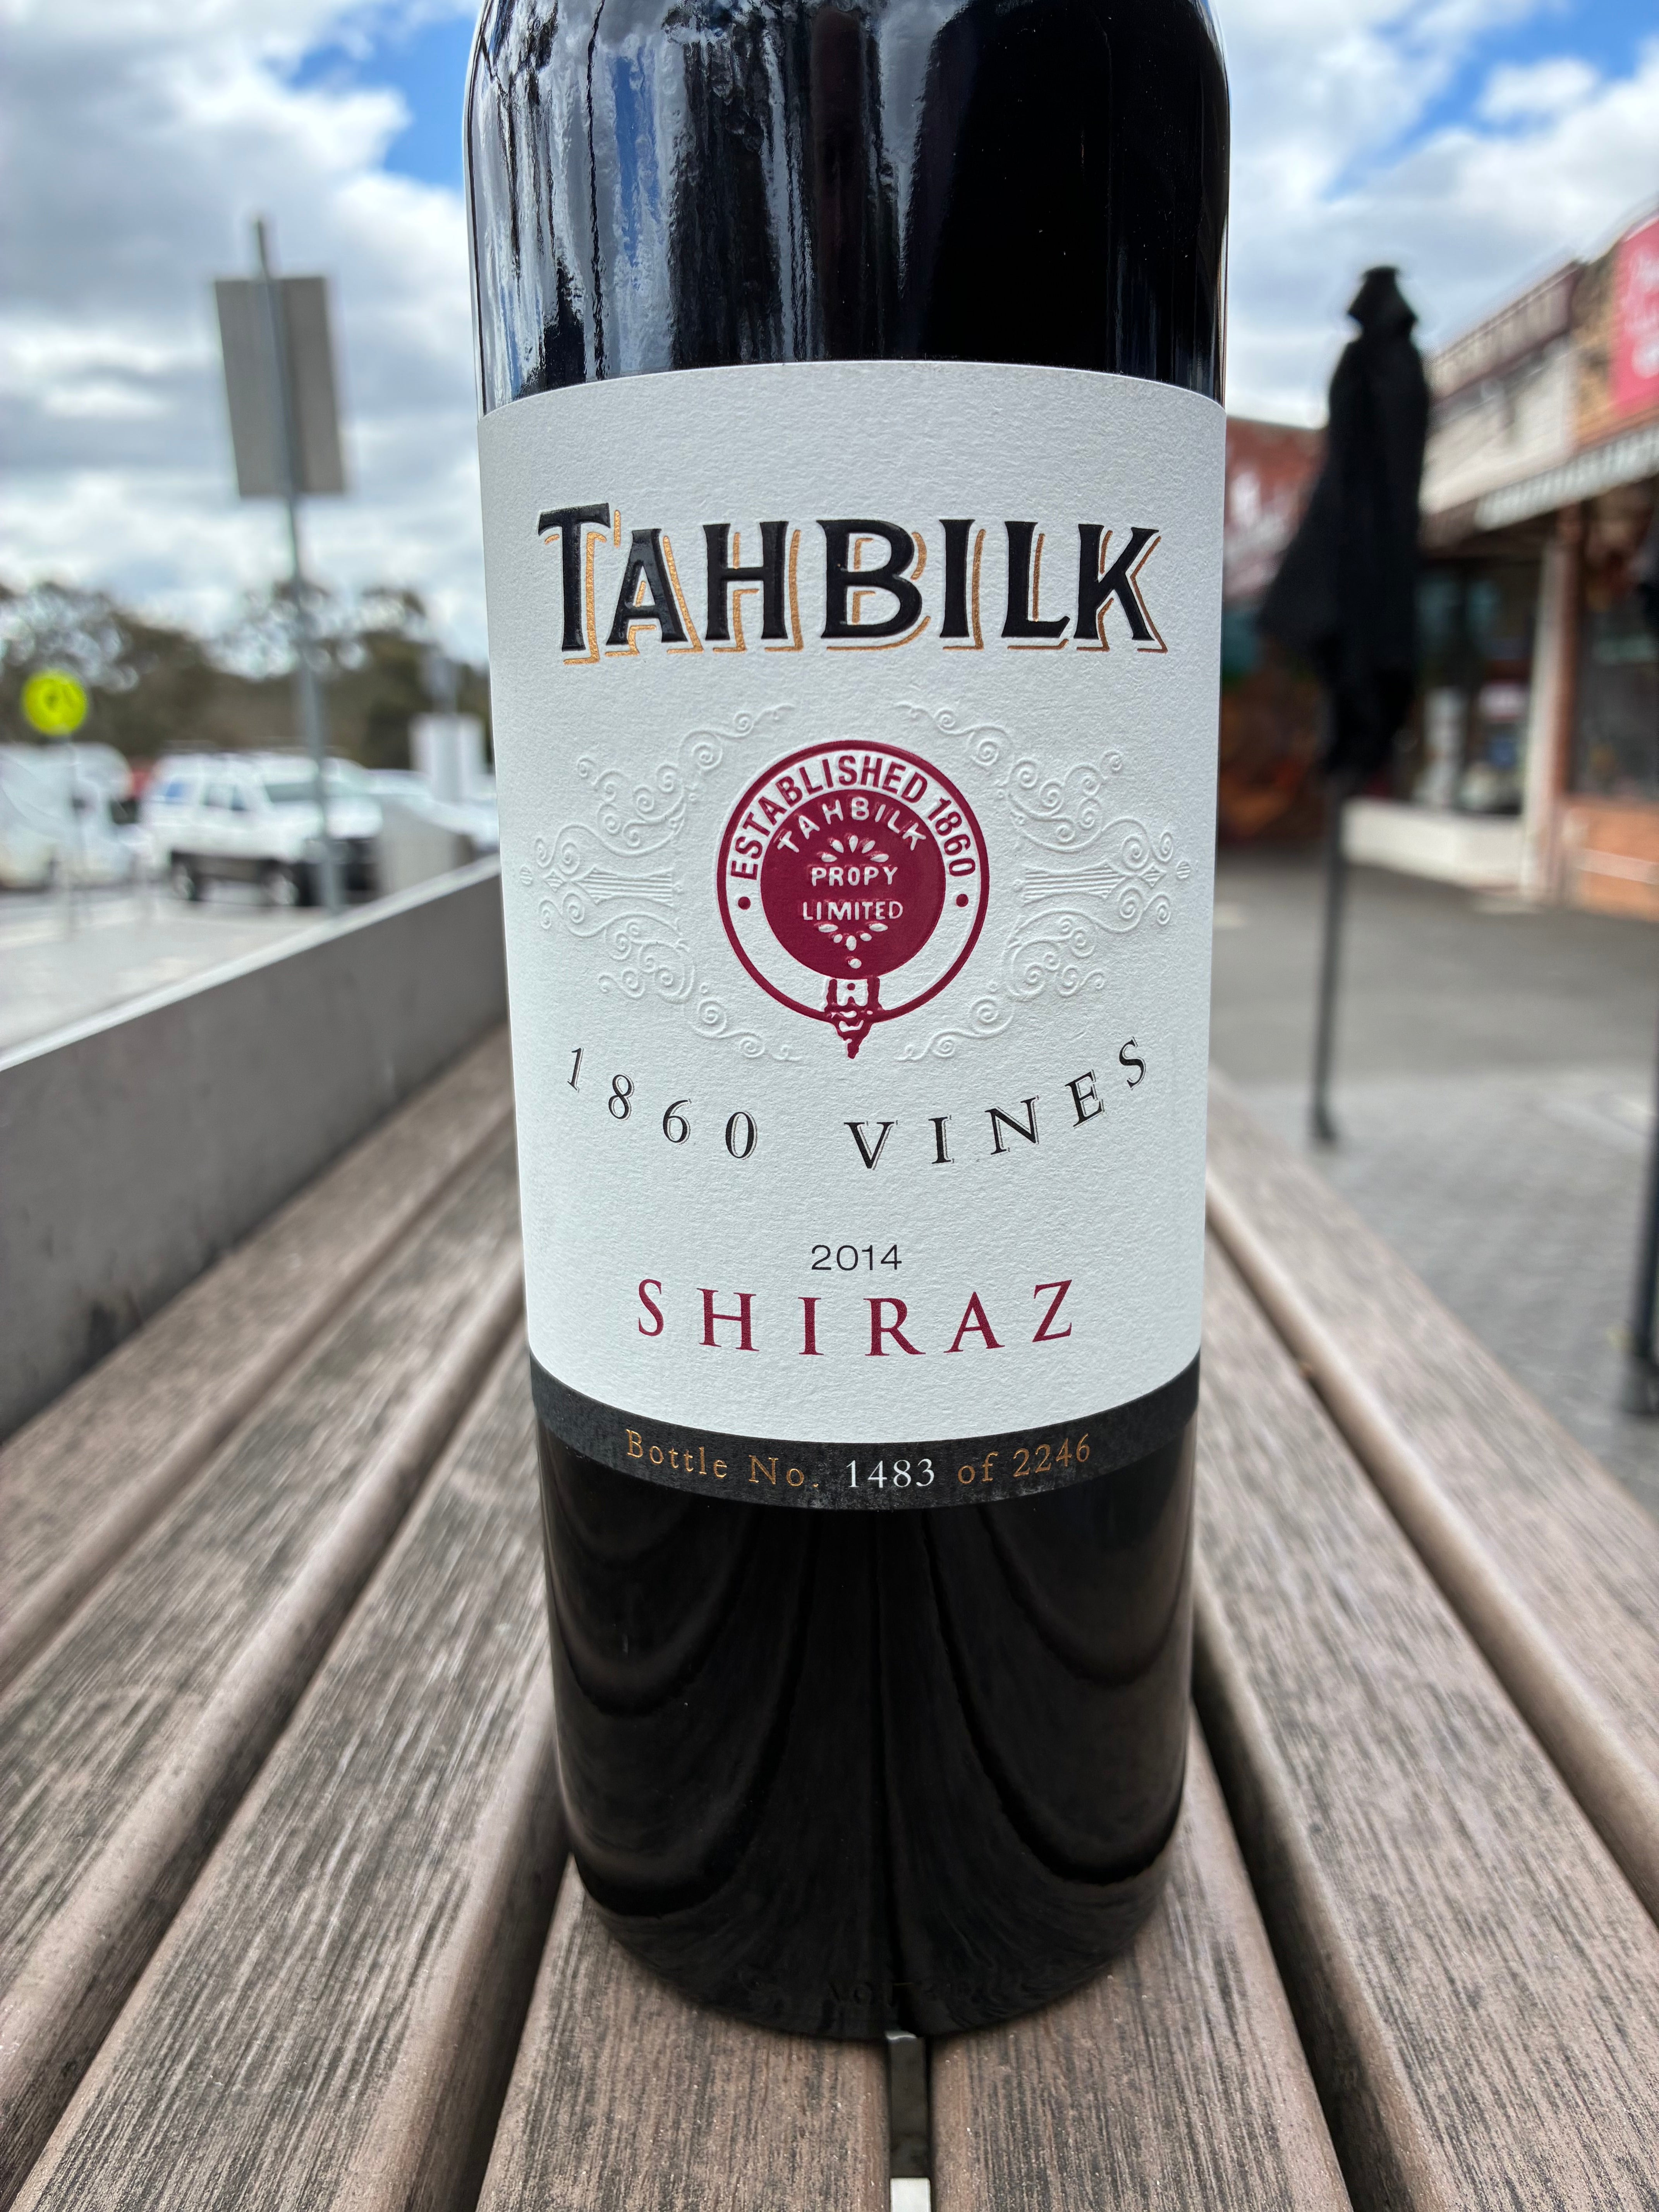 TAHBILK
ESTABLISHED 1860
TAHBILK
PROPY
LIMITED
1860 VINES
2014
SHIRAZ
Bottle No. 1483 of 2246